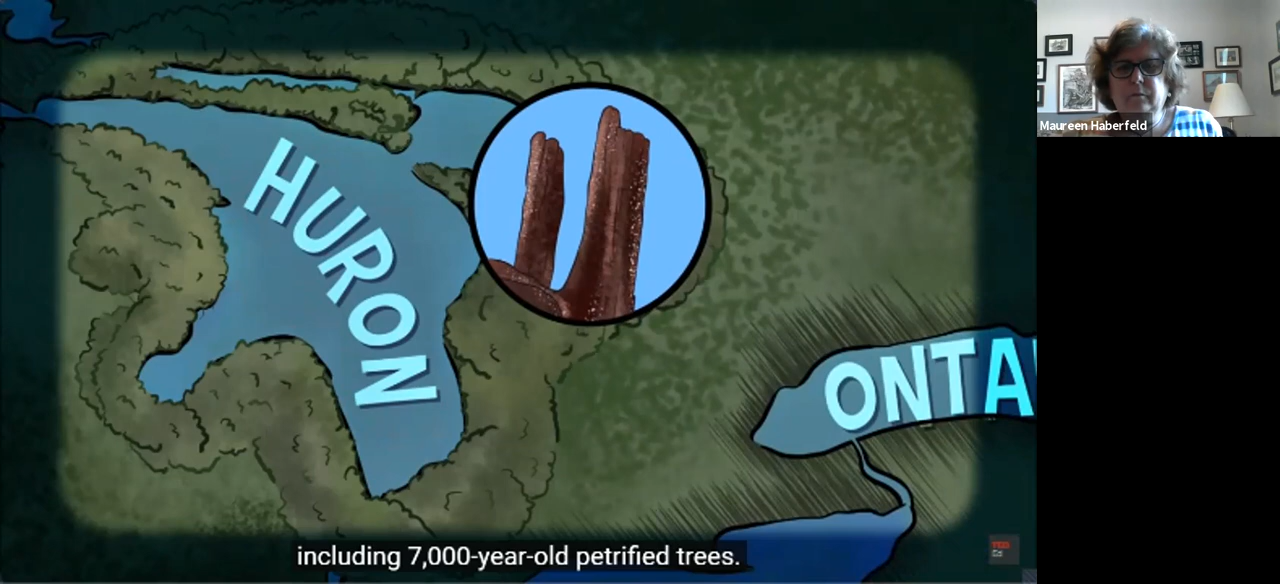 HURON
Maureen Haberfeld
ONTA
including 7,000-year-old petrified trees.